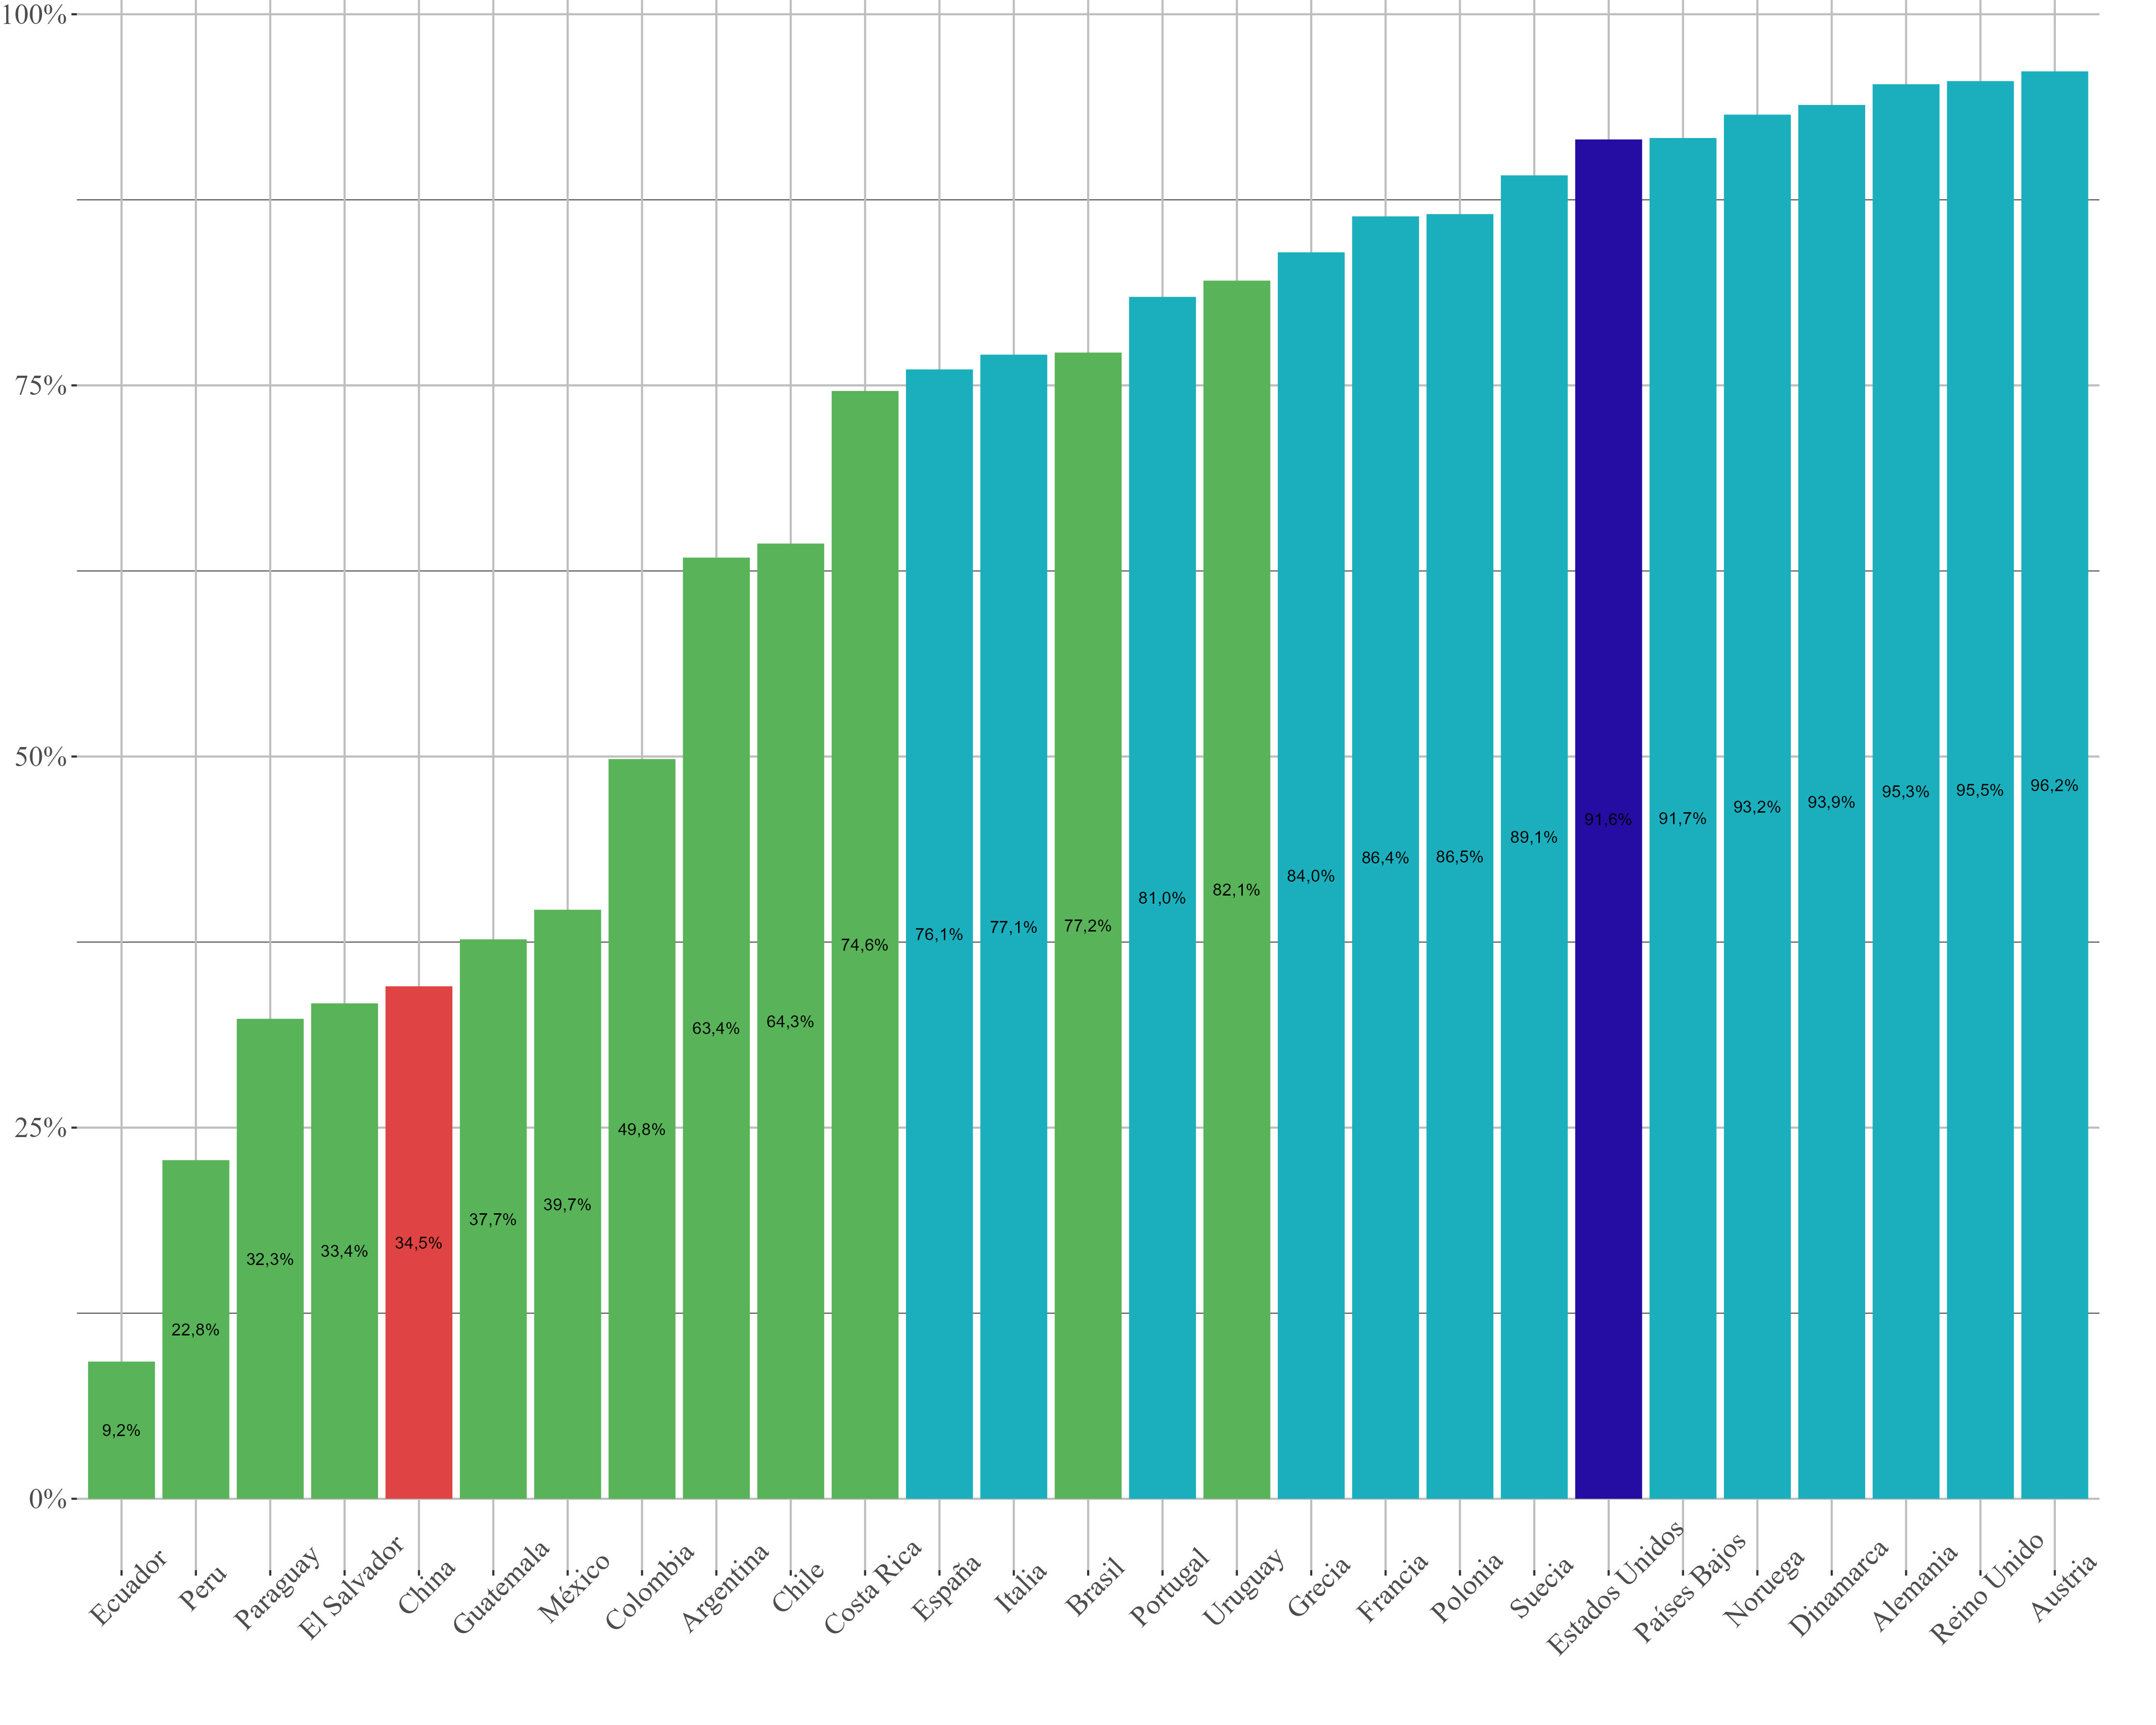 100%
75%
50%
25%
0%
9,2%
22,8%
32,3%
33,4%
34,5%
37,7%
39,7%
49,8%
63,4%
64,3%
74,6%
76,1%
77,1%
77,2%
81,0%
82,1%
84,0%
86,4%
86,5%
89,1%
91,6%
91,7%
93,2%
93,9%
95,3%
95,5%
96,2%
Ecuador
Peru
Paraguay
El Salvador
China
Guatemala
México
Colombia
Argentina
Chile
Costa Rica
España
Italia
Brasil
Portugal
Uruguay
Grecia
Francia
Polonia
Suecia
Estados Unidos
Países Bajos
Noruega
Dinamarca
Alemania
Reino Unido
Austria